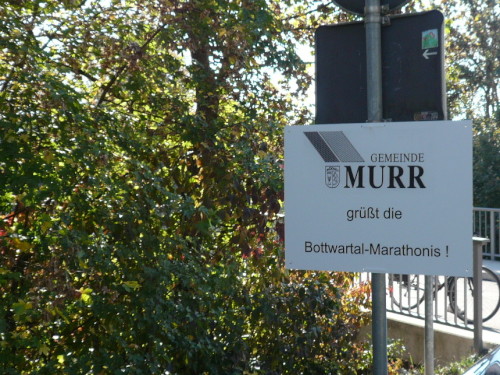 GEMEINDE
MURR
grüßt die
Bottwartal-Marathonis !